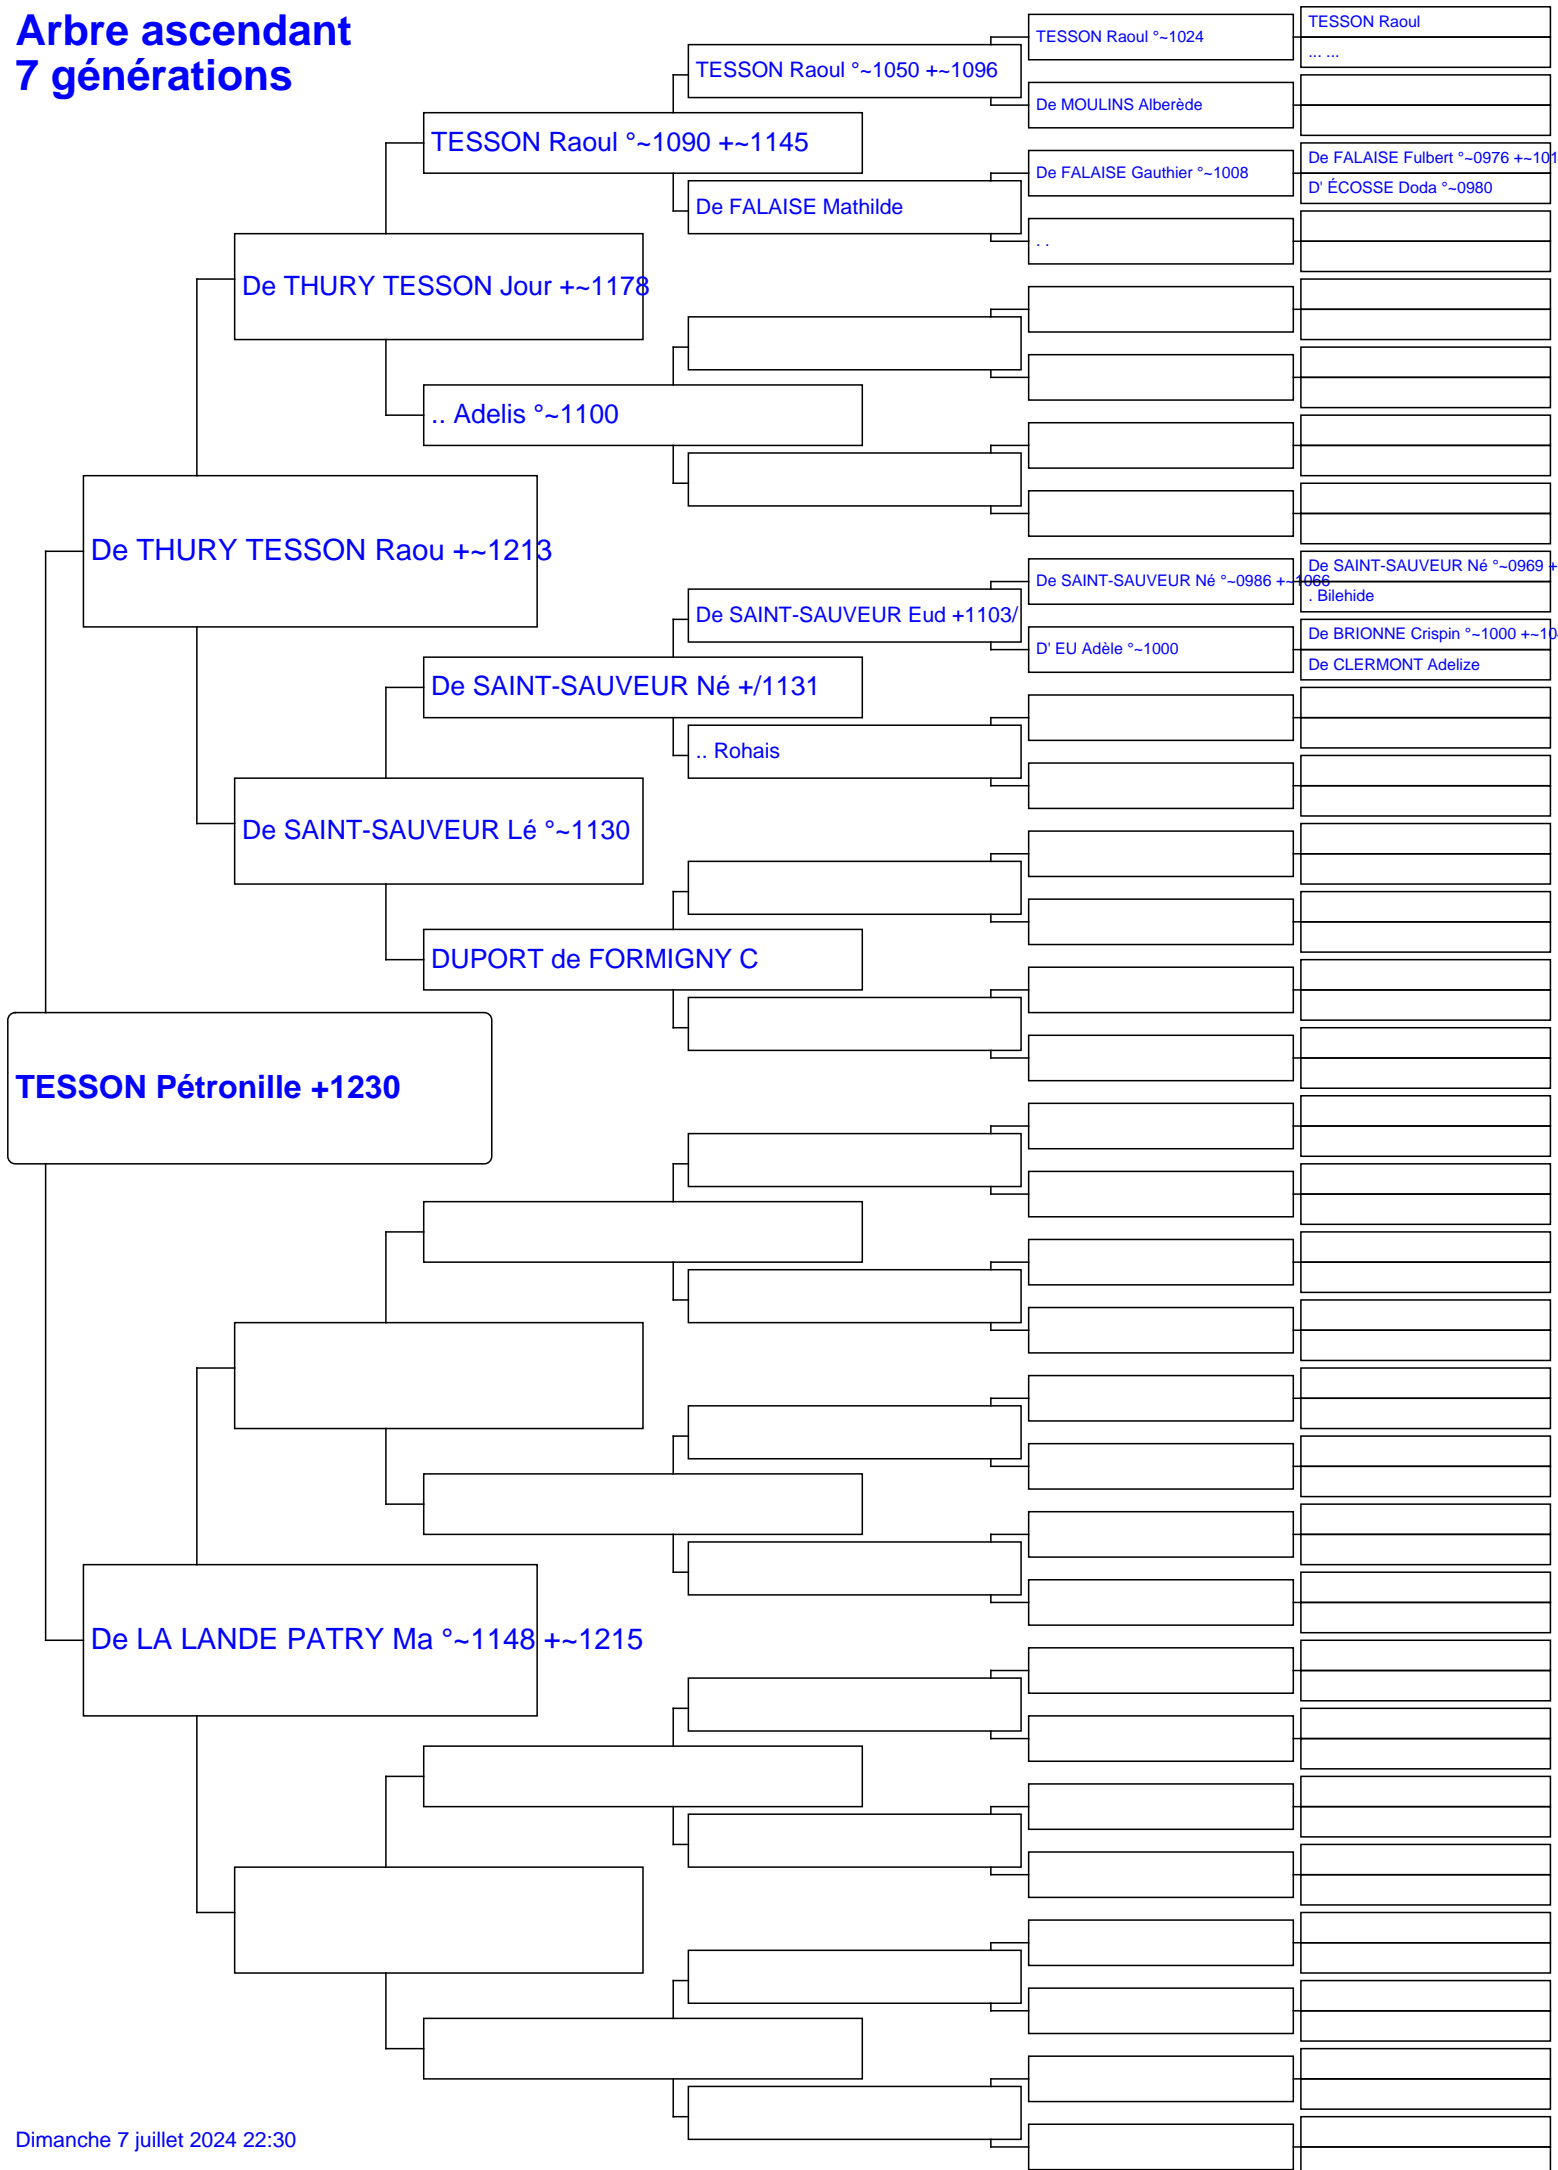 Arbre ascendant
7 générations
TESSON Raoul
... ...
TESSON Raoul °~1024
TESSON Raoul °~1050 +~1096
De MOULINS Alberède
TESSON Raoul °~1090 +~1145
De FALAISE Fulbert °~0976 +~101
De FALAISE Gauthier °~1008
D' ÉCOSSE Doda °~0980
De FALAISE Mathilde
. .
De THURY TESSON Jour +~1178
.. Adelis °~1100
De THURY TESSON Raou +~1213
De SAINT-SAUVEUR Né °~0969 +
De SAINT-SAUVEUR Né °~0986 +~1066
. Bilehide
De SAINT-SAUVEUR Eud +1103/
De BRIONNE Crispin °~1000 +~10
D' EU Adèle °~1000
De CLERMONT Adelize
De SAINT-SAUVEUR Né +/1131
.. Rohais
De SAINT-SAUVEUR Lé °~1130
DUPORT de FORMIGNY C
TESSON Pétronille +1230
De LA LANDE PATRY Ma °~1148 +~1215
Dimanche 7 juillet 2024 22:30